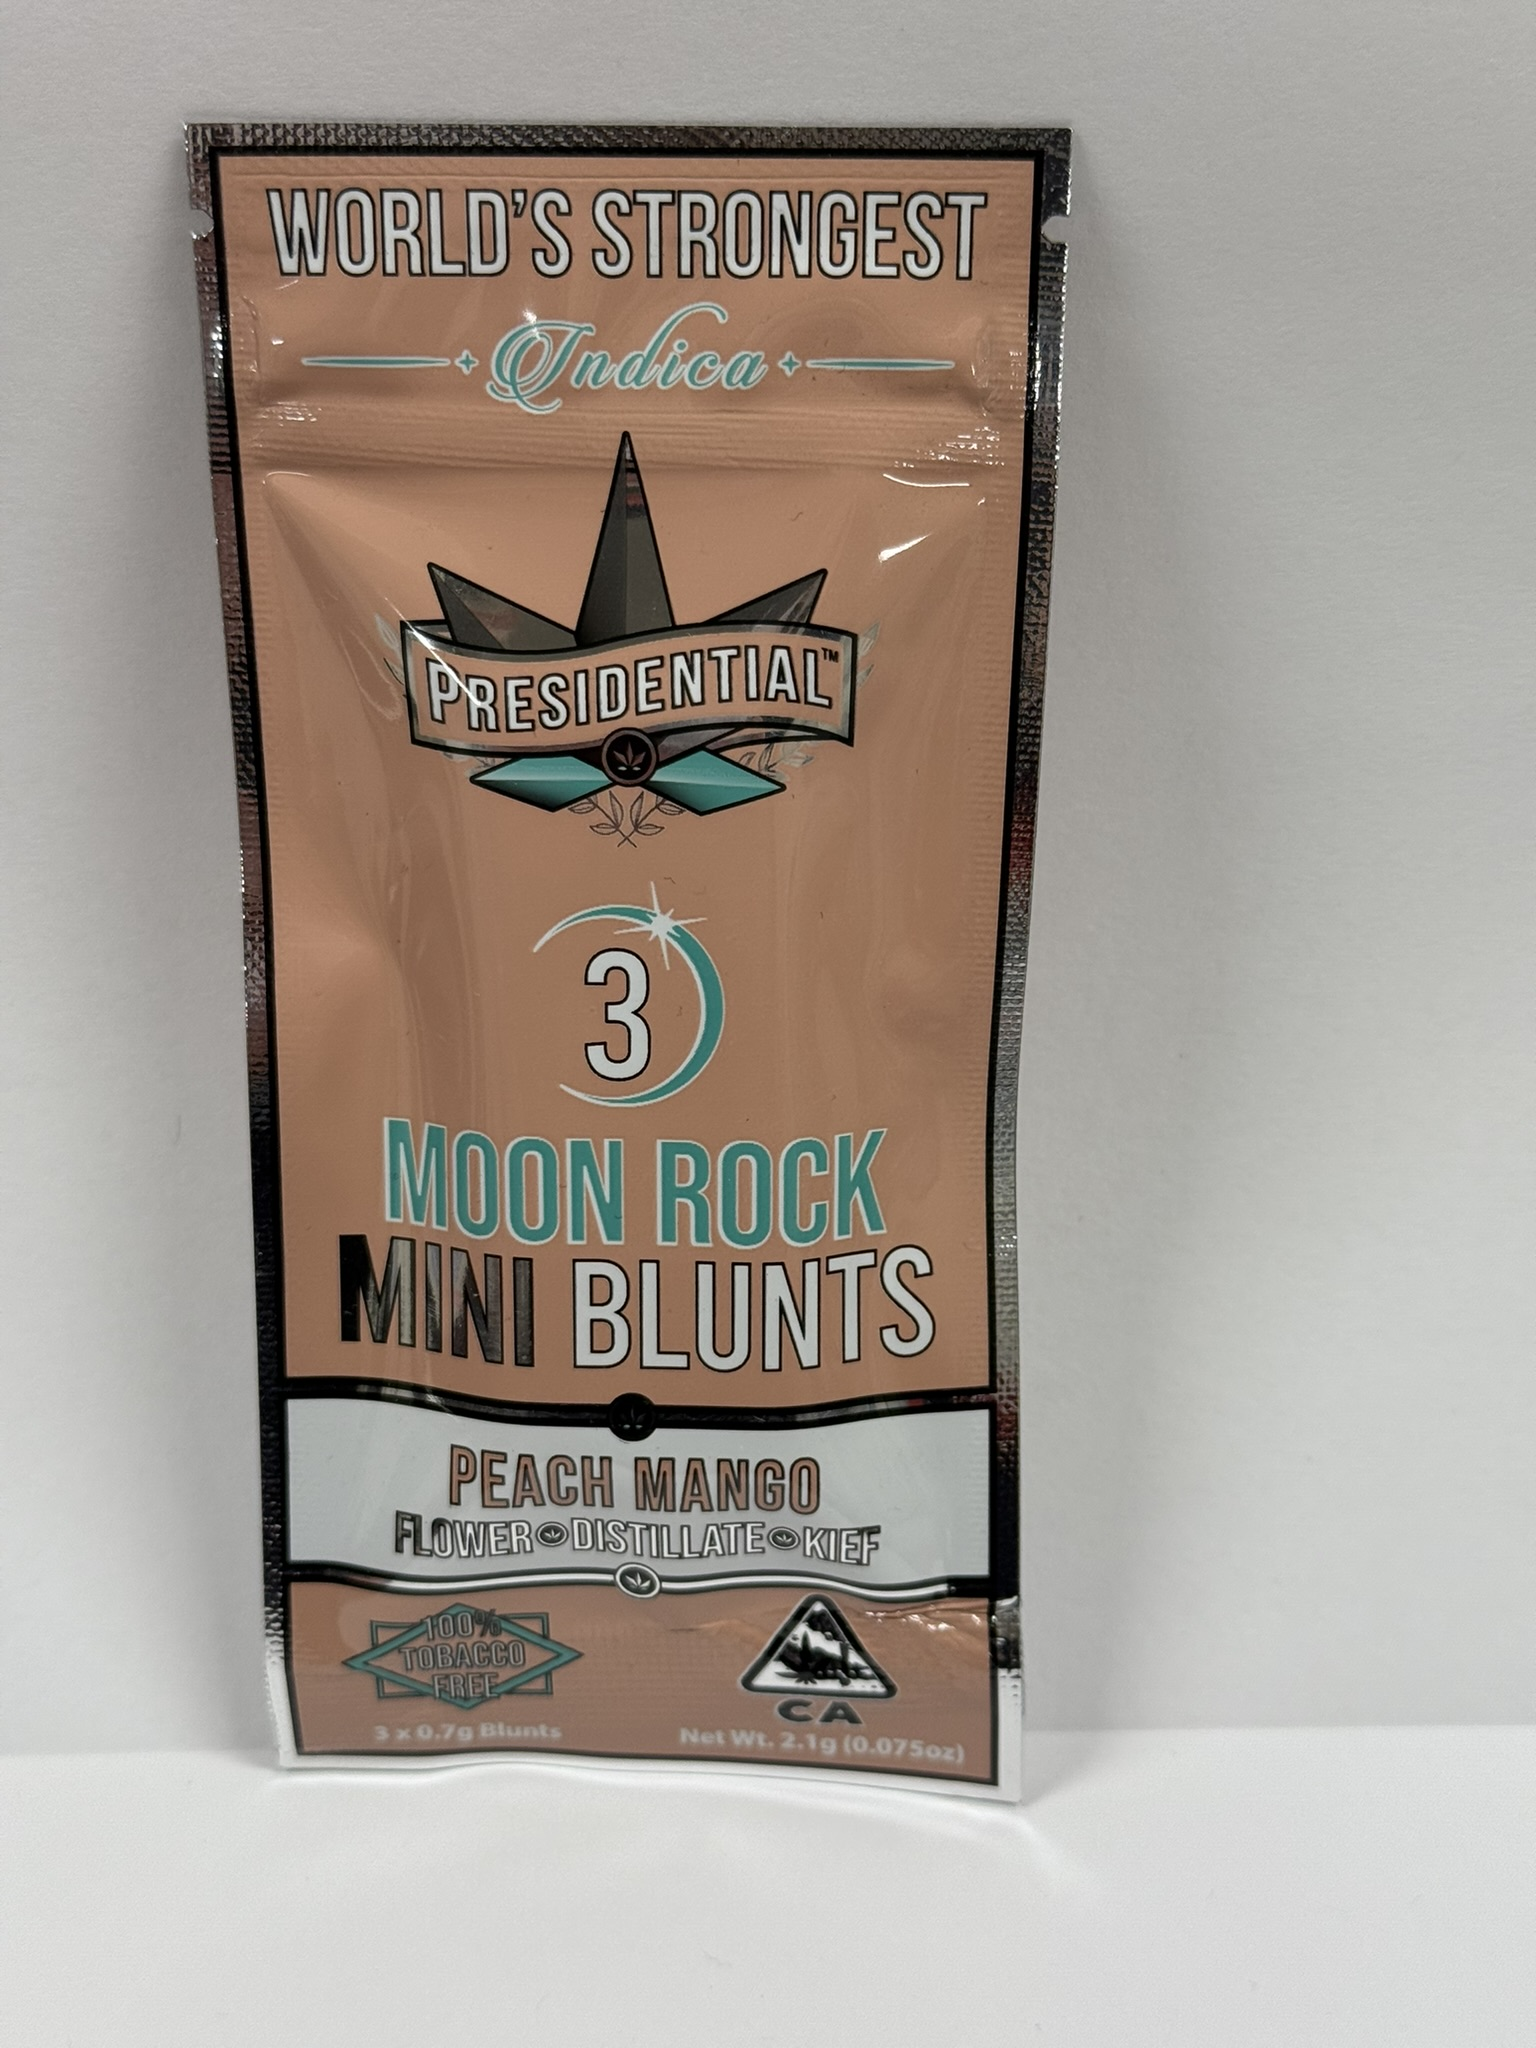 WORLD'S STRONGEST
Indica
PRESIDENTIAL™
3
MOON ROCK
MINI BLUNTS
PEACH MANGO
FLOWER DISTILLATE KIEF
100%
TOBACCO
FREE
CA
3 x 0.7g Blunts
Net Wt. 2.1g (0.075oz)